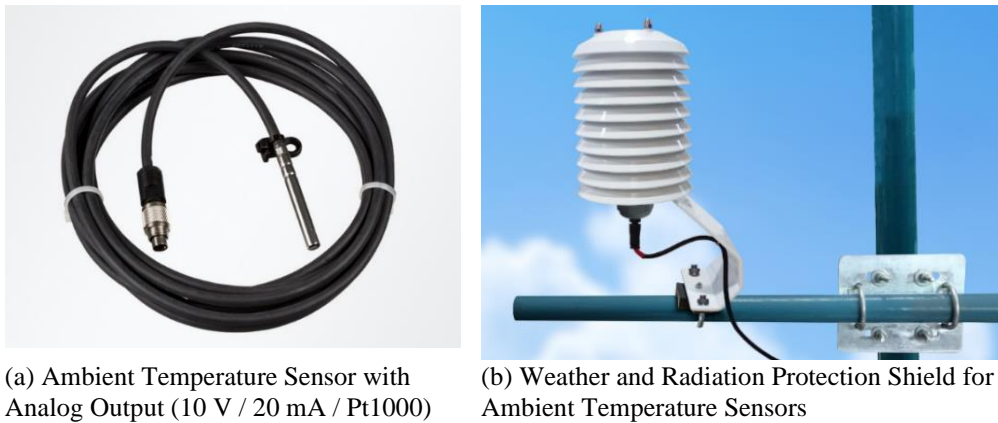 (a) Ambient Temperature Sensor with
Analog Output (10 V / 20 mA / Pt1000)
(b) Weather and Radiation Protection Shield for
Ambient Temperature Sensors